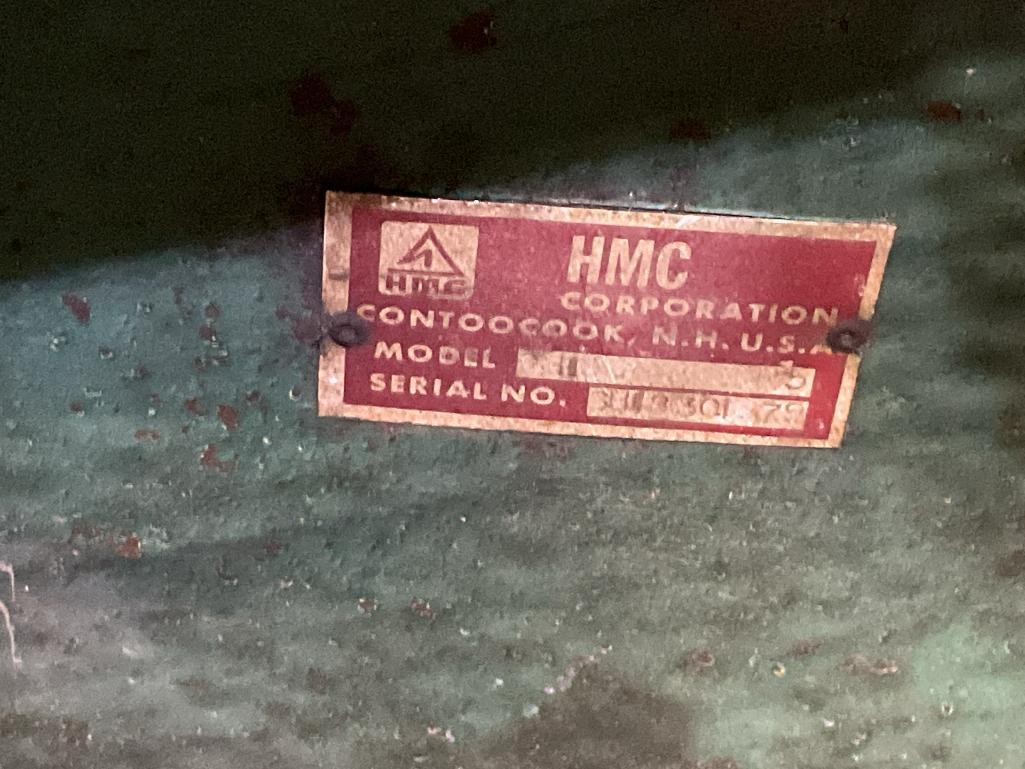 HMC
HMC
CORPORATION
CONTOOCOOK, N.H. U.S.A.
MODEL
SERIAL NO.